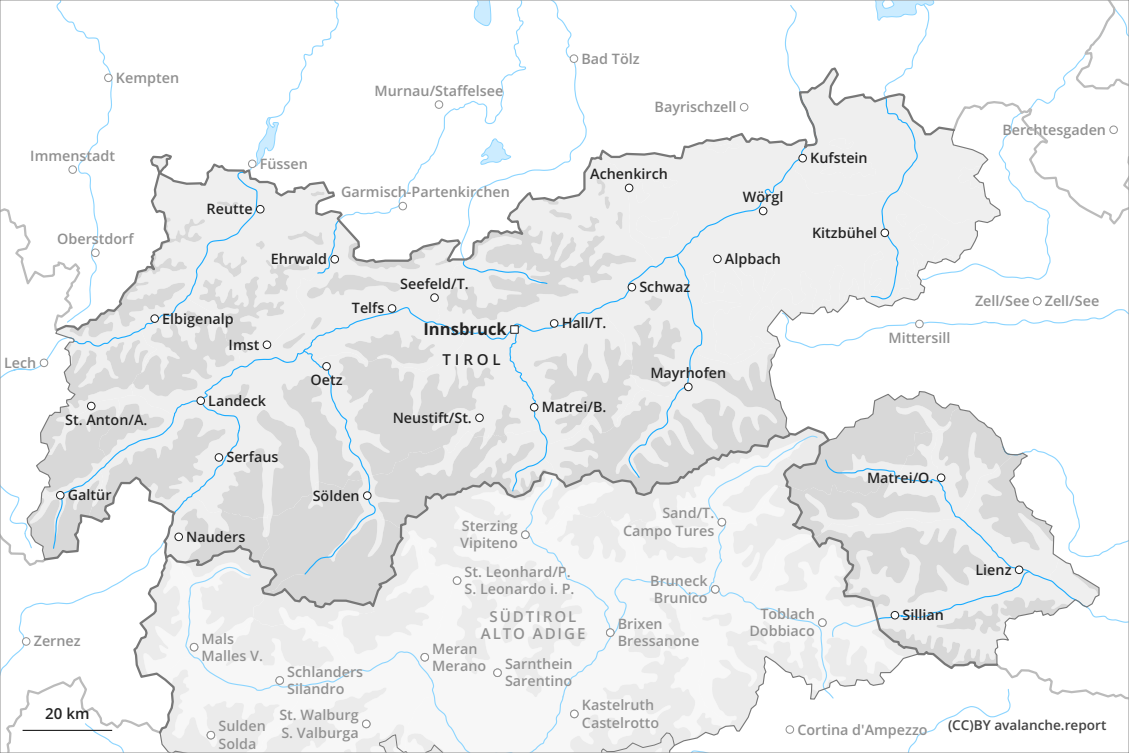 Kempten
Bad Tölz
Murnau/Staffelsee
Bayrischzell
Berchtesgaden
Immenstadt
Füssen
Kufstein
Achenkirch
Garmisch-Partenkirchen
Wörgl
Reutte
Kitzbühel
Oberstdorf
Ehrwald
Alpbach
Seefeld/T.
Schwaz
Zell/See
Zell/See
Telfs
Elbigenalp
Innsbruck
Hall/T.
Mittersill
Imst
TIROL
Lech
Oetz
Mayrhofen
Landeck
Matrei/B.
St. Anton/A.
Neustift/St.
Serfaus
Matrei/O.
Galtür
Sölden
Sand/T.
Campo Tures
Sterzing
Vipiteno
Nauders
Lienz
St. Leonhard/P.
S. Leonardo i. P.
Bruneck
Brunico
SÜDTIROL
ALTO ADIGE
Toblach
Dobbiaco
Sillian
Brixen
Bressanone
Zernez
Mals
Malles V.
Meran
Merano
Sarnthein
Sarentino
Schlanders
Silandro
Kastelruth
Castelrotto
20 km
St. Walburg
S. Valburga
Sulden
Solda
Cortina d'Ampezzo
(CC)BY avalanche.report